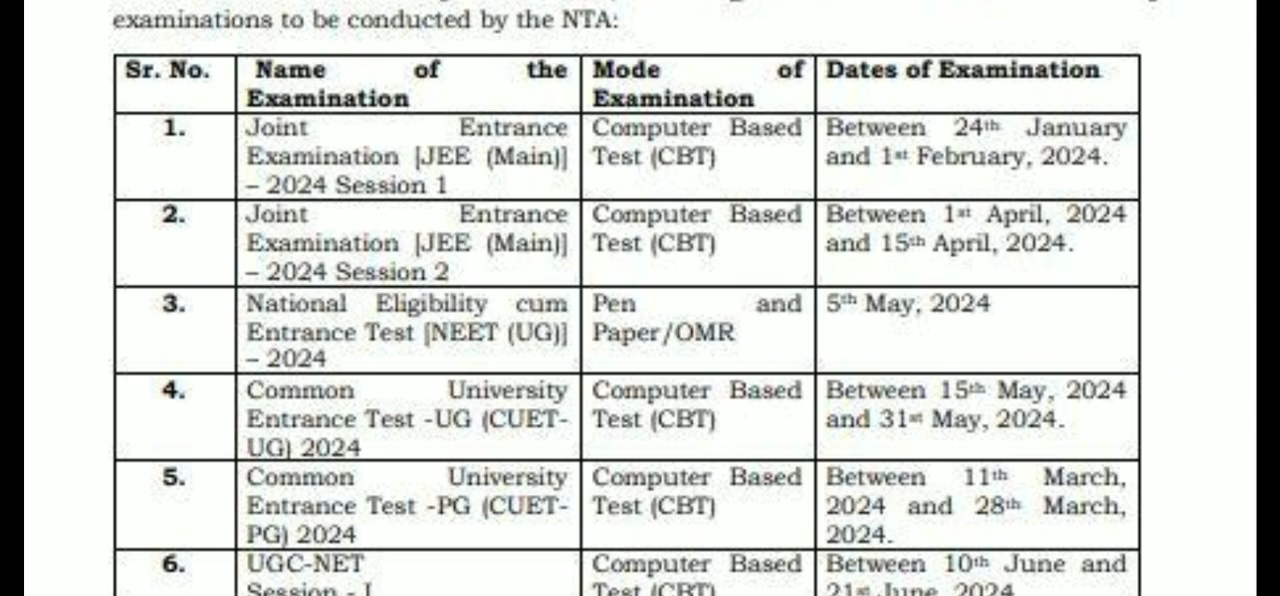 examinations to be conducted by the NTA:
Sr. No.
Name of the
Examination
Mode of
Examination
Dates of Examination
1.
Joint Entrance
Examination [JEE (Main)]
– 2024 Session 1
Computer Based
Test (CBT)
Between 24th January
and 1st February, 2024.
2.
Joint Entrance
Examination [JEE (Main)]
– 2024 Session 2
Computer Based
Test (CBT)
Between 1st April, 2024
and 15th April, 2024.
3.
National Eligibility cum
Entrance Test [NEET (UG)]
– 2024
Pen and
Paper/OMR
5th May, 2024
4.
Common University
Entrance Test -UG (CUET-
UG) 2024
Computer Based
Test (CBT)
Between 15th May, 2024
and 31st May, 2024.
5.
Common University
Entrance Test -PG (CUET-
PG) 2024
Computer Based
Test (CBT)
Between 11th March,
2024 and 28th March,
2024.
6.
UGC-NET
Session - I
Computer Based
Test (CBT)
Between 10th June and
21st June, 2024